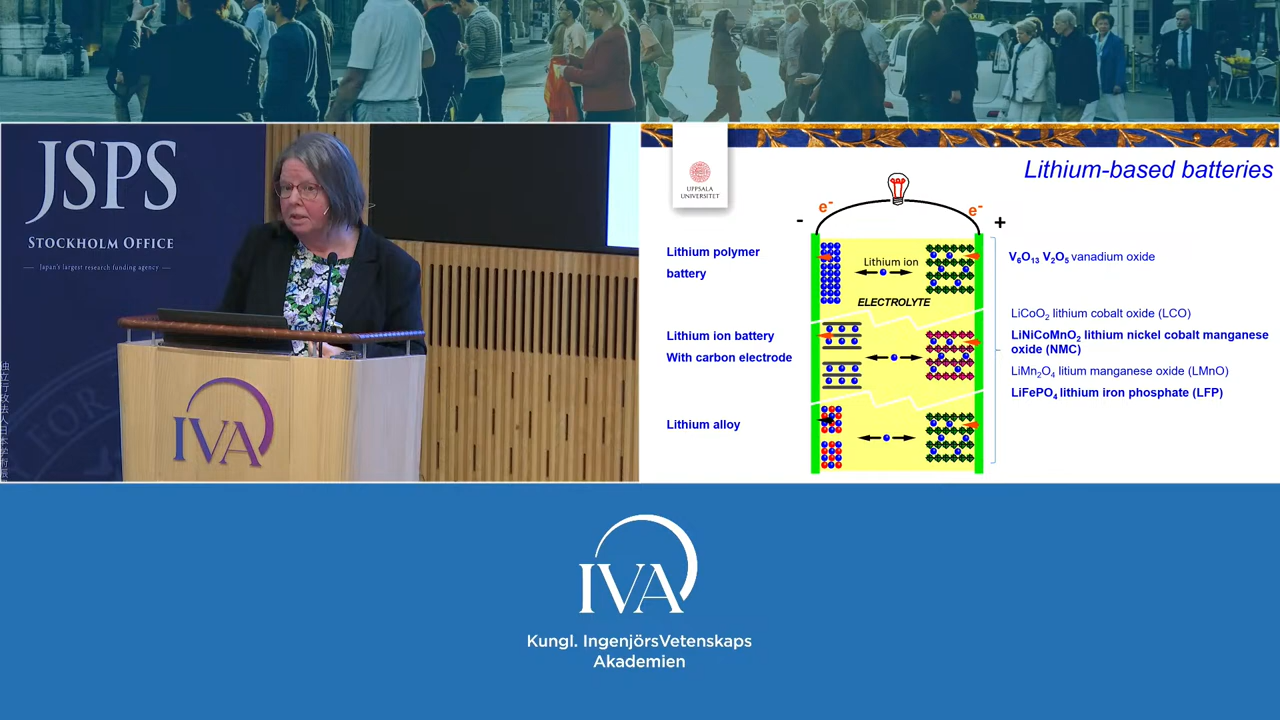 JSPS
STOCKHOLM OFFICE
— Japan's largest research funding agency —
IVA
UPPSALA
UNIVERSITET
Lithium-based batteries
e-
e-
-
+
Lithium polymer
battery
Lithium ion
ELECTROLYTE
V6O13 V2O5 vanadium oxide
Lithium ion battery
With carbon electrode
LiCoO2 lithium cobalt oxide (LCO)
LiNiCoMnO2 lithium nickel cobalt manganese
oxide (NMC)
LiMn2O4 litium manganese oxide (LMnO)
LiFePO4 lithium iron phosphate (LFP)
Lithium alloy
IVA
Kungl. IngenjörsVetenskaps
Akademien